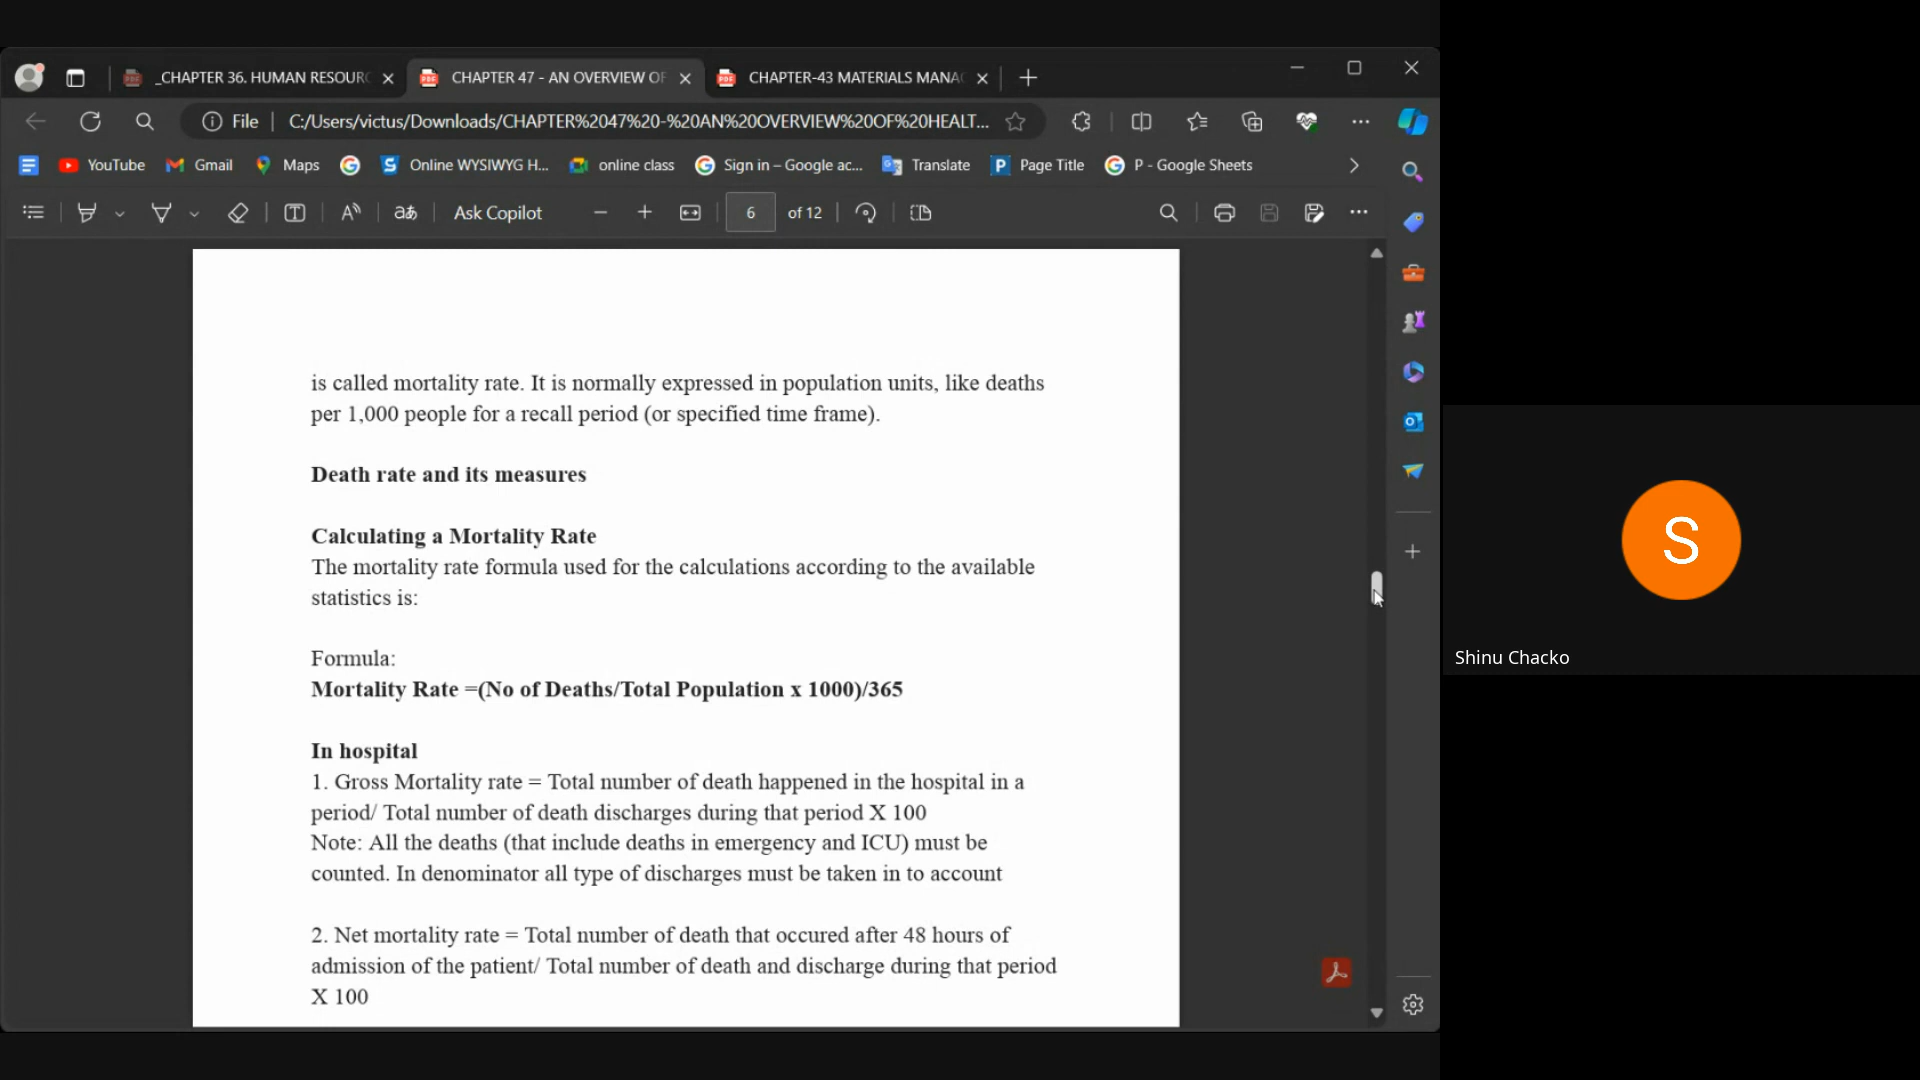 _CHAPTER 36. HUMAN RESOURC
CHAPTER 47 - AN OVERVIEW OF
CHAPTER-43 MATERIALS MANA
File
C:/Users/victus/Downloads/CHAPTER%2047%20-%20AN%20OVERVIEW%20OF%20HEALT...
YouTube
Gmail
Maps
Online WYSIWYG H...
online class
Sign in – Google ac...
Translate
Page Title
P - Google Sheets
Ask Copilot
6
of 12
is called mortality rate. It is normally expressed in population units, like deaths
per 1,000 people for a recall period (or specified time frame).
Death rate and its measures
Calculating a Mortality Rate
The mortality rate formula used for the calculations according to the available
statistics is:
Formula:
Mortality Rate =(No of Deaths/Total Population x 1000)/365
In hospital
1. Gross Mortality rate = Total number of death happened in the hospital in a
period/ Total number of death discharges during that period X 100
Note: All the deaths (that include deaths in emergency and ICU) must be
counted. In denominator all type of discharges must be taken in to account
2. Net mortality rate = Total number of death that occured after 48 hours of
admission of the patient/ Total number of death and discharge during that period
X 100
S
Shinu Chacko